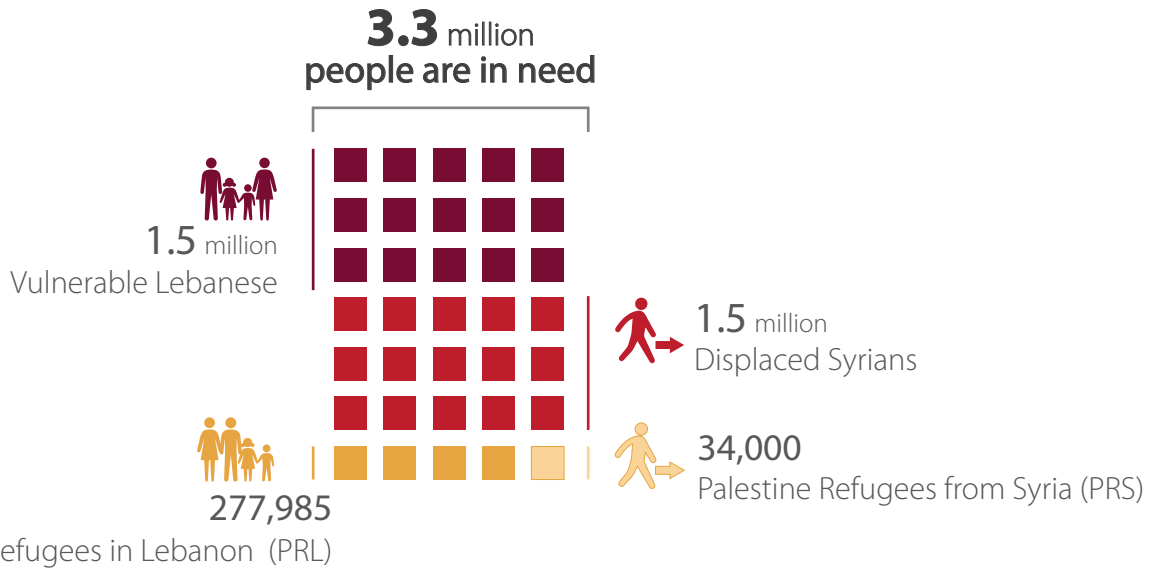 3.3 million
people are in need
1.5 million
Vulnerable Lebanese
1.5 million
Displaced Syrians
34,000
Palestine Refugees from Syria (PRS)
277,985
efugees in Lebanon (PRL)